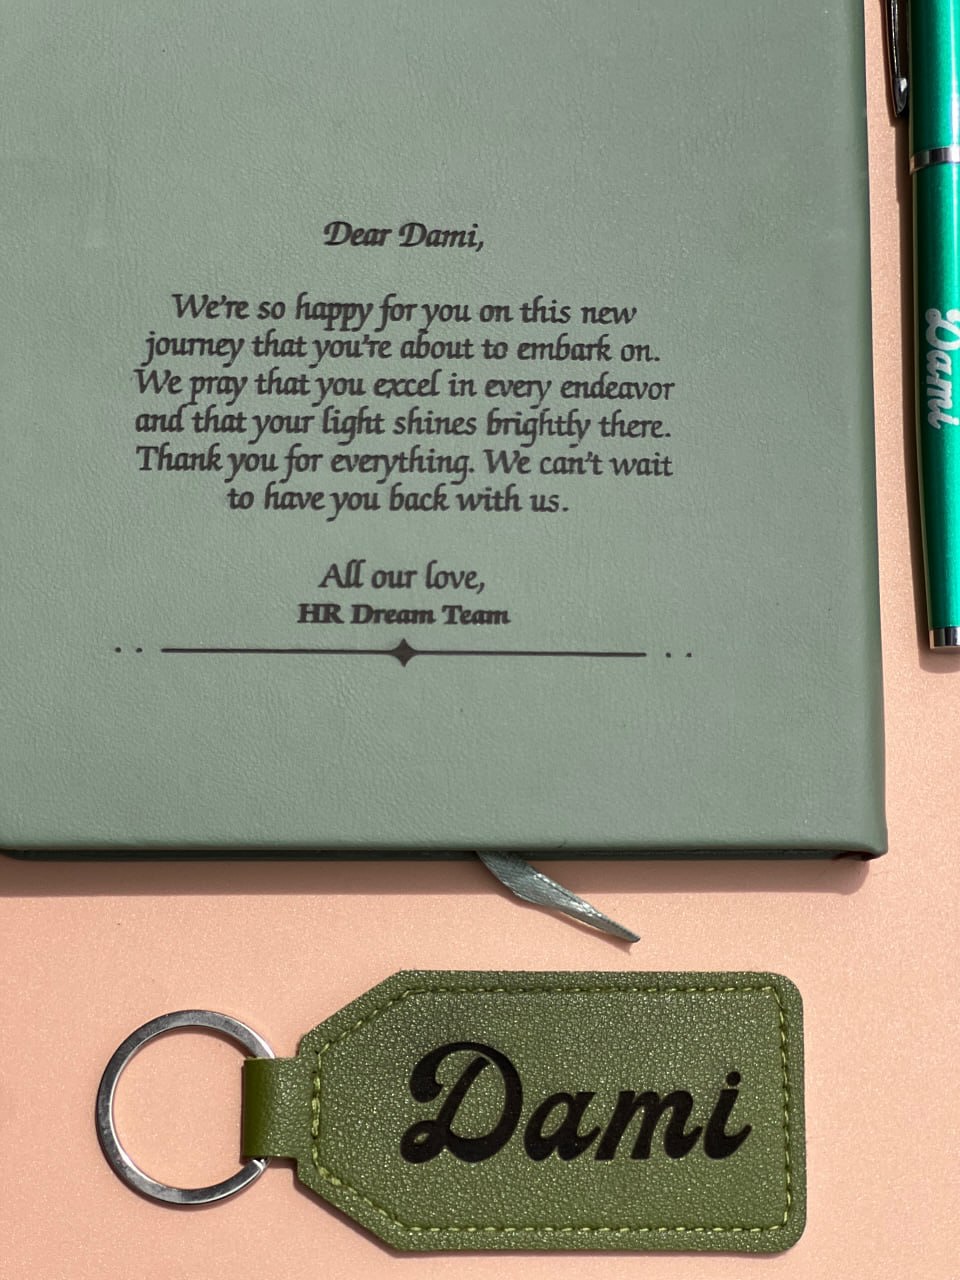 Dear Dami,
We're so happy for you on this new
journey that you're about to embark on.
We pray that you excel in every endeavor
and that your light shines brightly there.
Thank you for everything. We can't wait
to have you back with us.
All our love,
HR Dream Team
Dami
Dami